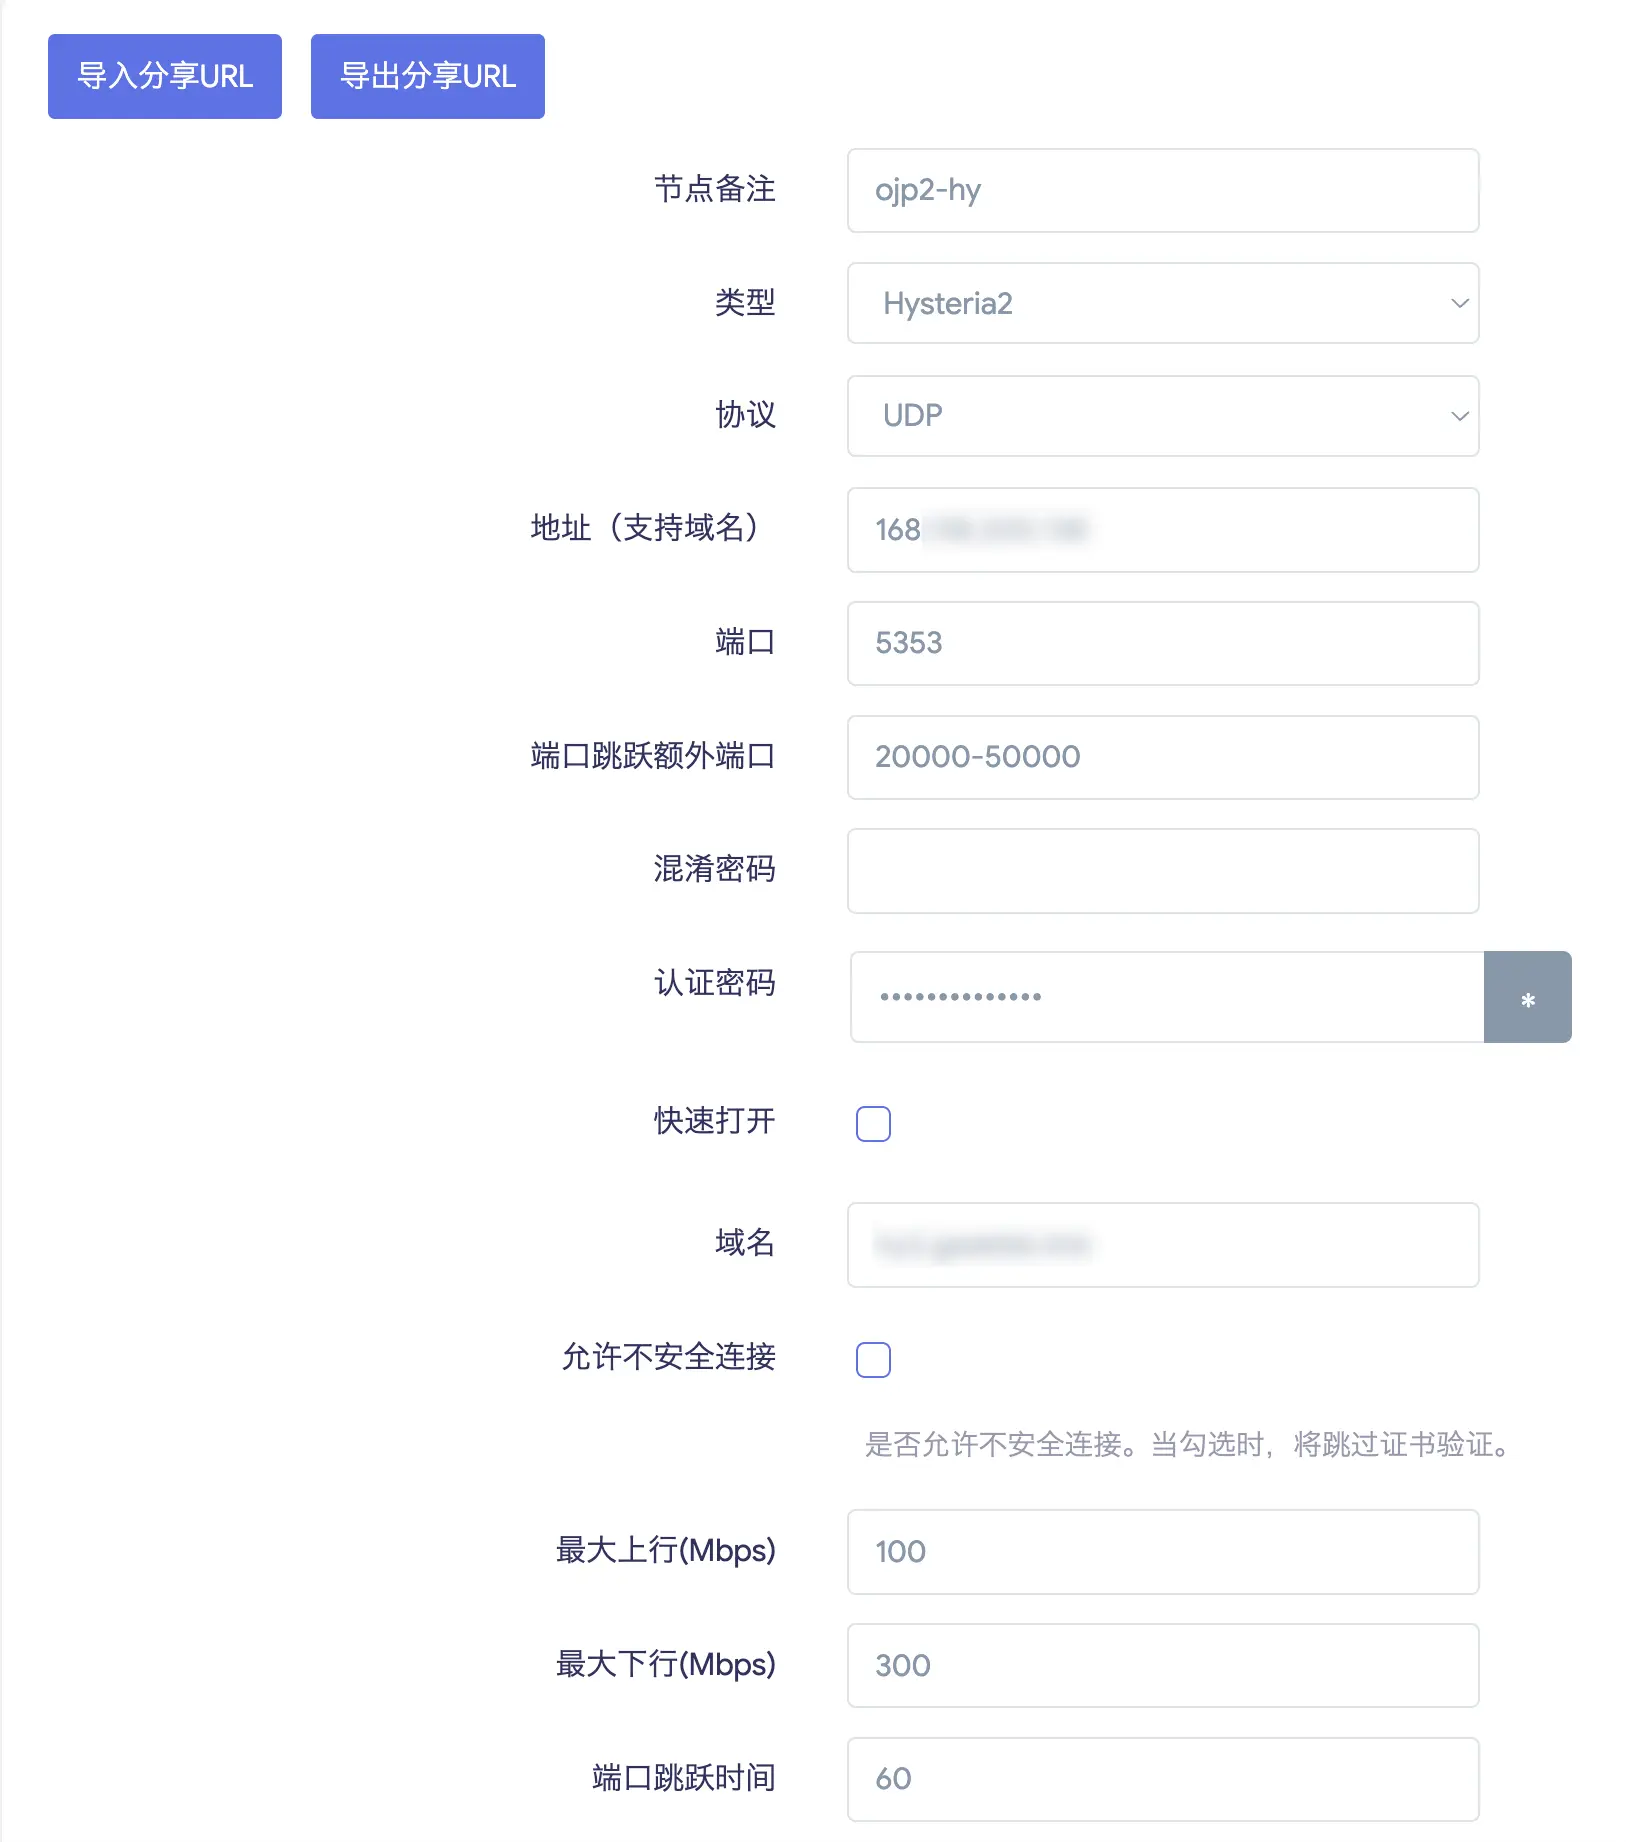 导入分享URL 导出分享URL
节点备注 ojp2-hy
类型 Hysteria2
协议 UDP
地址（支持域名） 168
端口 5353
端口跳跃额外端口 20000-50000
混淆密码
认证密码 •••••••••••••• *
快速打开
域名
允许不安全连接
是否允许不安全连接。当勾选时，将跳过证书验证。
最大上行(Mbps) 100
最大下行(Mbps) 300
端口跳跃时间 60